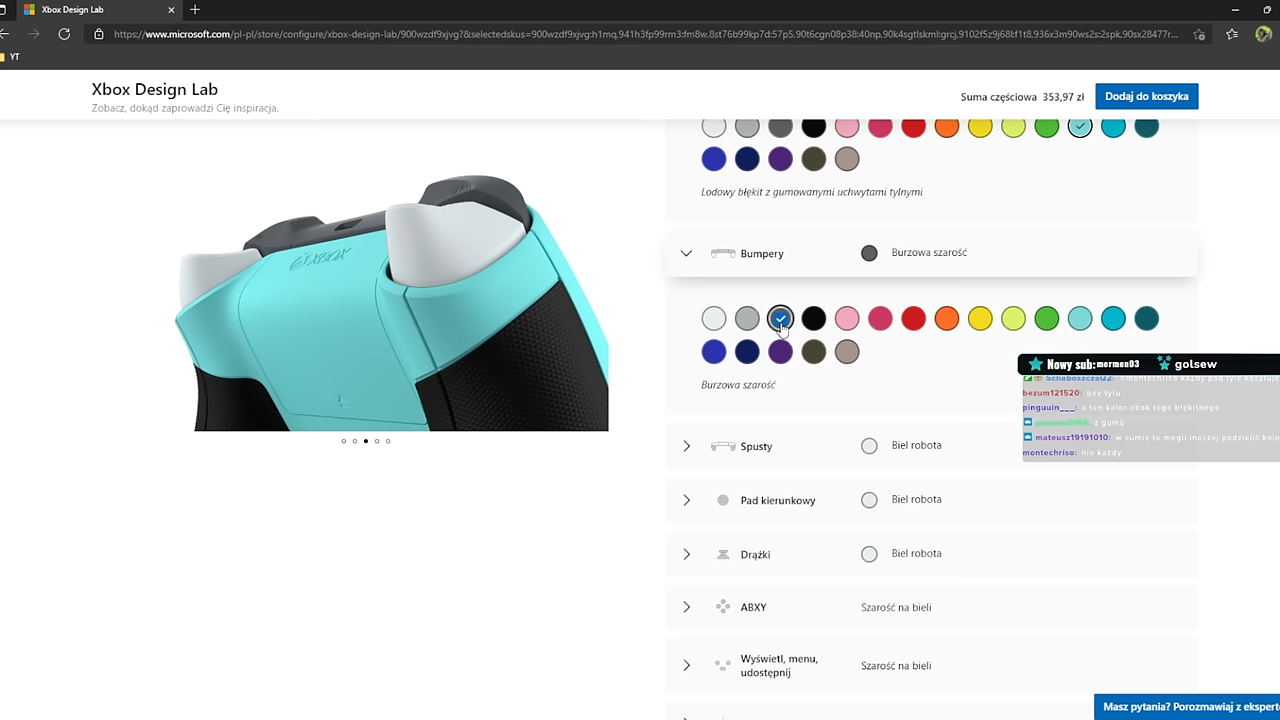 Xbox Design Lab
https://www.microsoft.com/pl-pl/store/configure/xbox-design-lab/900wzdf9xjvg?&selectedskus=900wzdf9xjvg:h1mq,941h3fp99rm3:fm8w,8st76b99kp7d:57p5,90t6cgn08p38:40np,90k4sgtlskml:grcj,9102f5z9j68l:f1t8,936x3m90ws2s:2spk,90sx28477r...
YT
Xbox Design Lab
Zobacz, dokąd zaprowadzi Cię inspiracja.
Suma częściowa 353,97 zł
Dodaj do koszyka
Lodowy błękit z gumowanymi uchwytami tylnymi
Bumpery
Burzowa szarość
Burzowa szarość
XBOX
Nowy sub: mermen03
golsew
bezum121520: bez tyłu
pinguuin___: a ten kolor obok tego błękitnego
z gums
mateusz19191010: w sumie to mogli inaczej podzielić
montechriso: nie każdy
Spusty
Biel robota
Pad kierunkowy
Biel robota
Drążki
Biel robota
ABXY
Szarość na bieli
Wyświetl, menu,
udostępnij
Szarość na bieli
Masz pytania? Porozmawiaj z ekspert